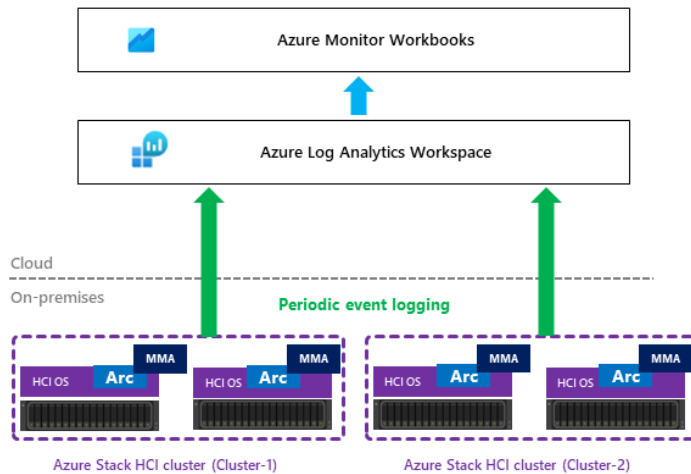 Azure Monitor Workbooks
Azure Log Analytics Workspace
Cloud
On-premises
Periodic event logging
MMA
MMA
MMA
MMA
HCI OS
Arc
HCI OS
Arc
HCI OS
Arc
HCI OS
Arc
Azure Stack HCI cluster (Cluster-1)
Azure Stack HCI cluster (Cluster-2)